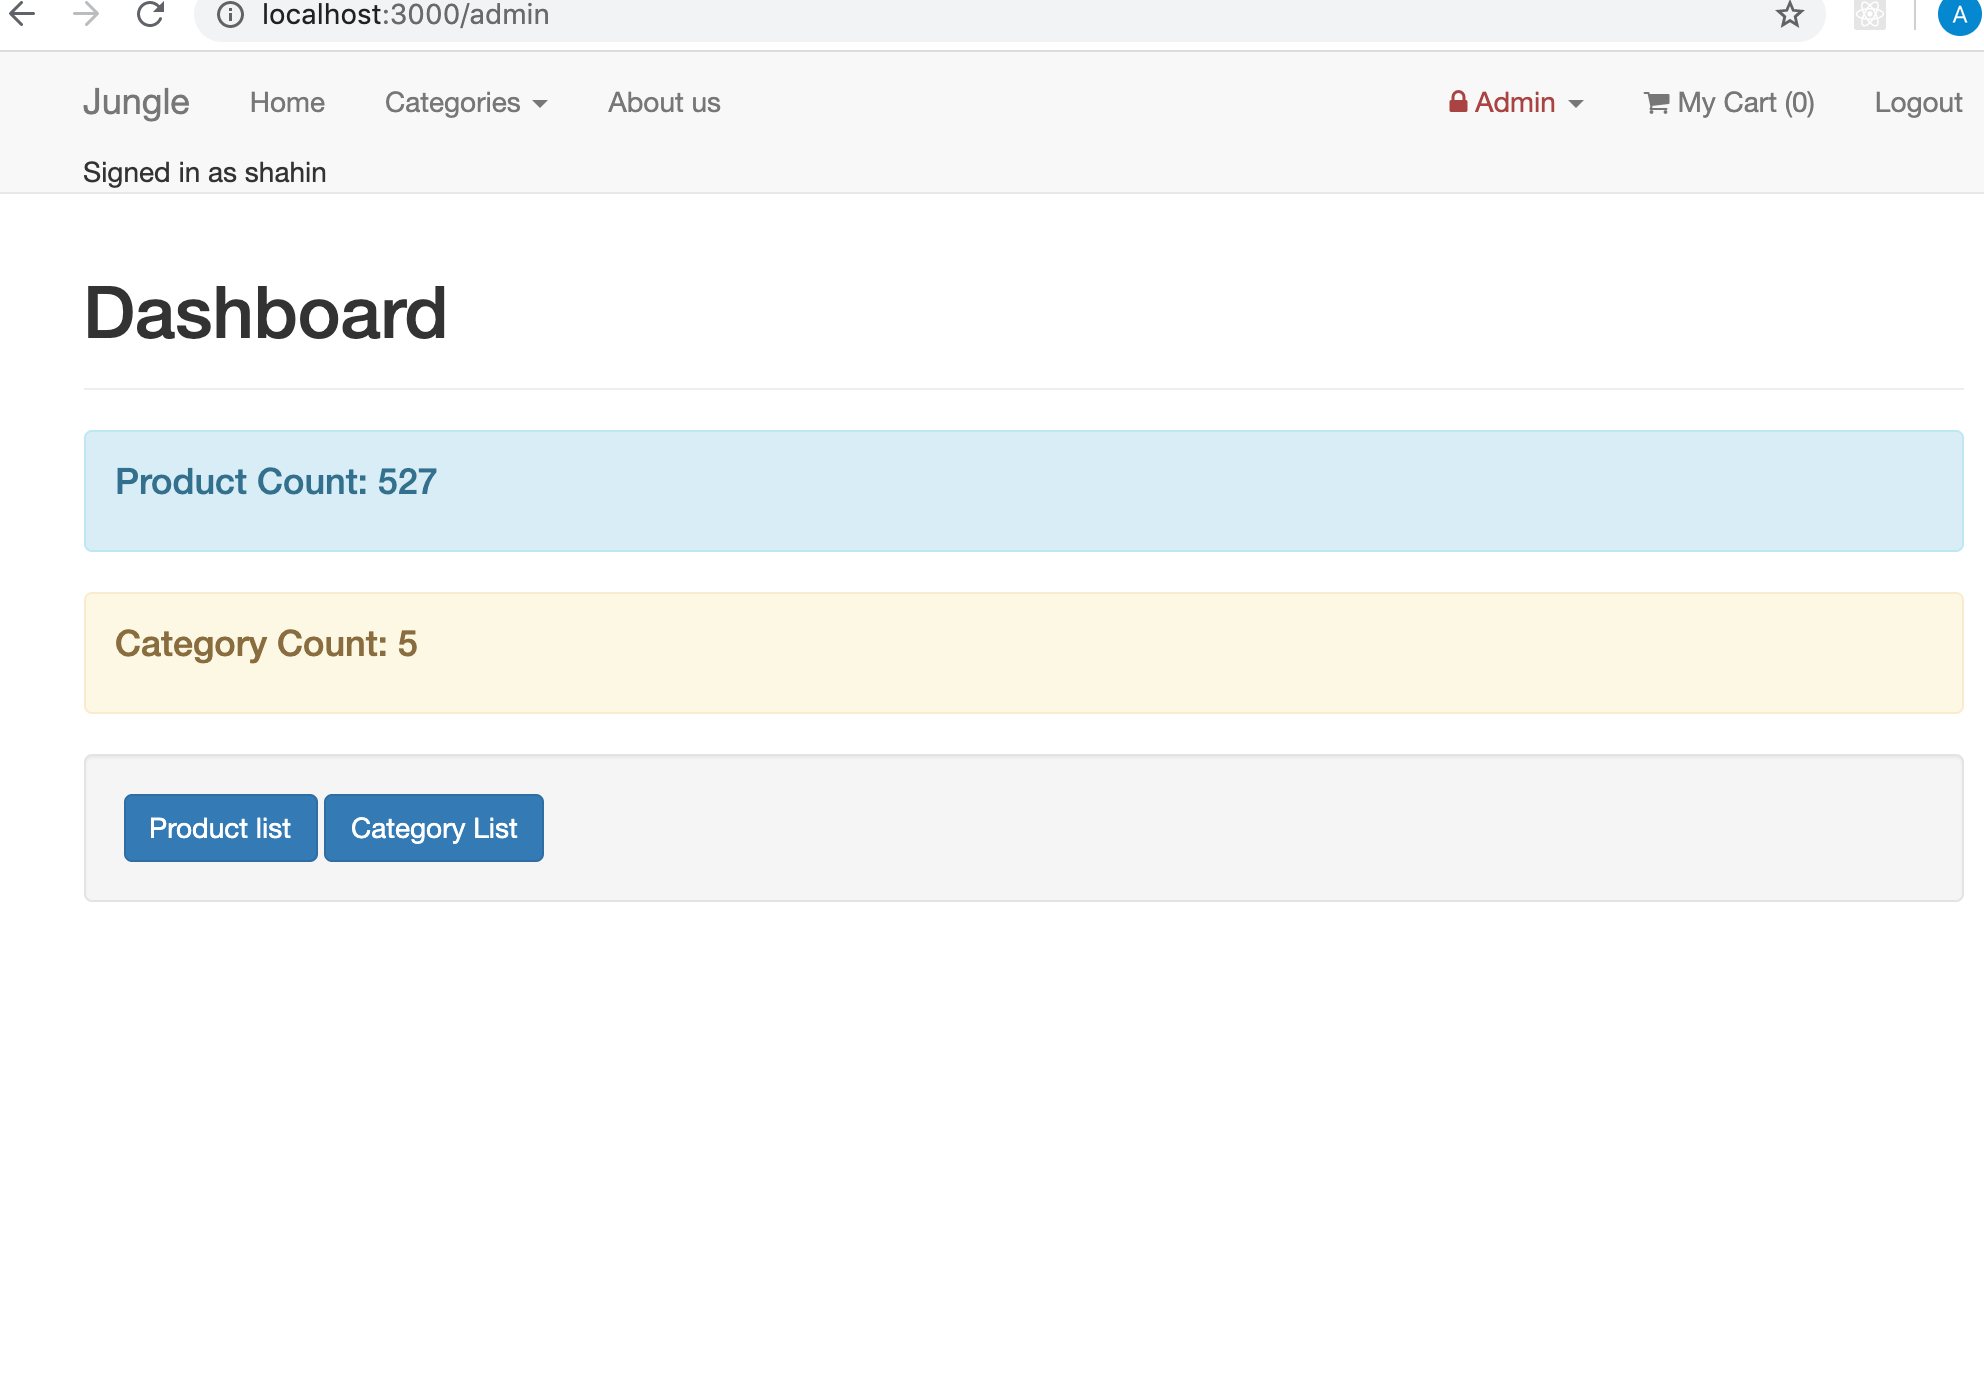 localhost:3000/admin
A
Jungle Home Categories About us Admin My Cart (0) Logout
Signed in as shahin
Dashboard
Product Count: 527
Category Count: 5
Product list Category List